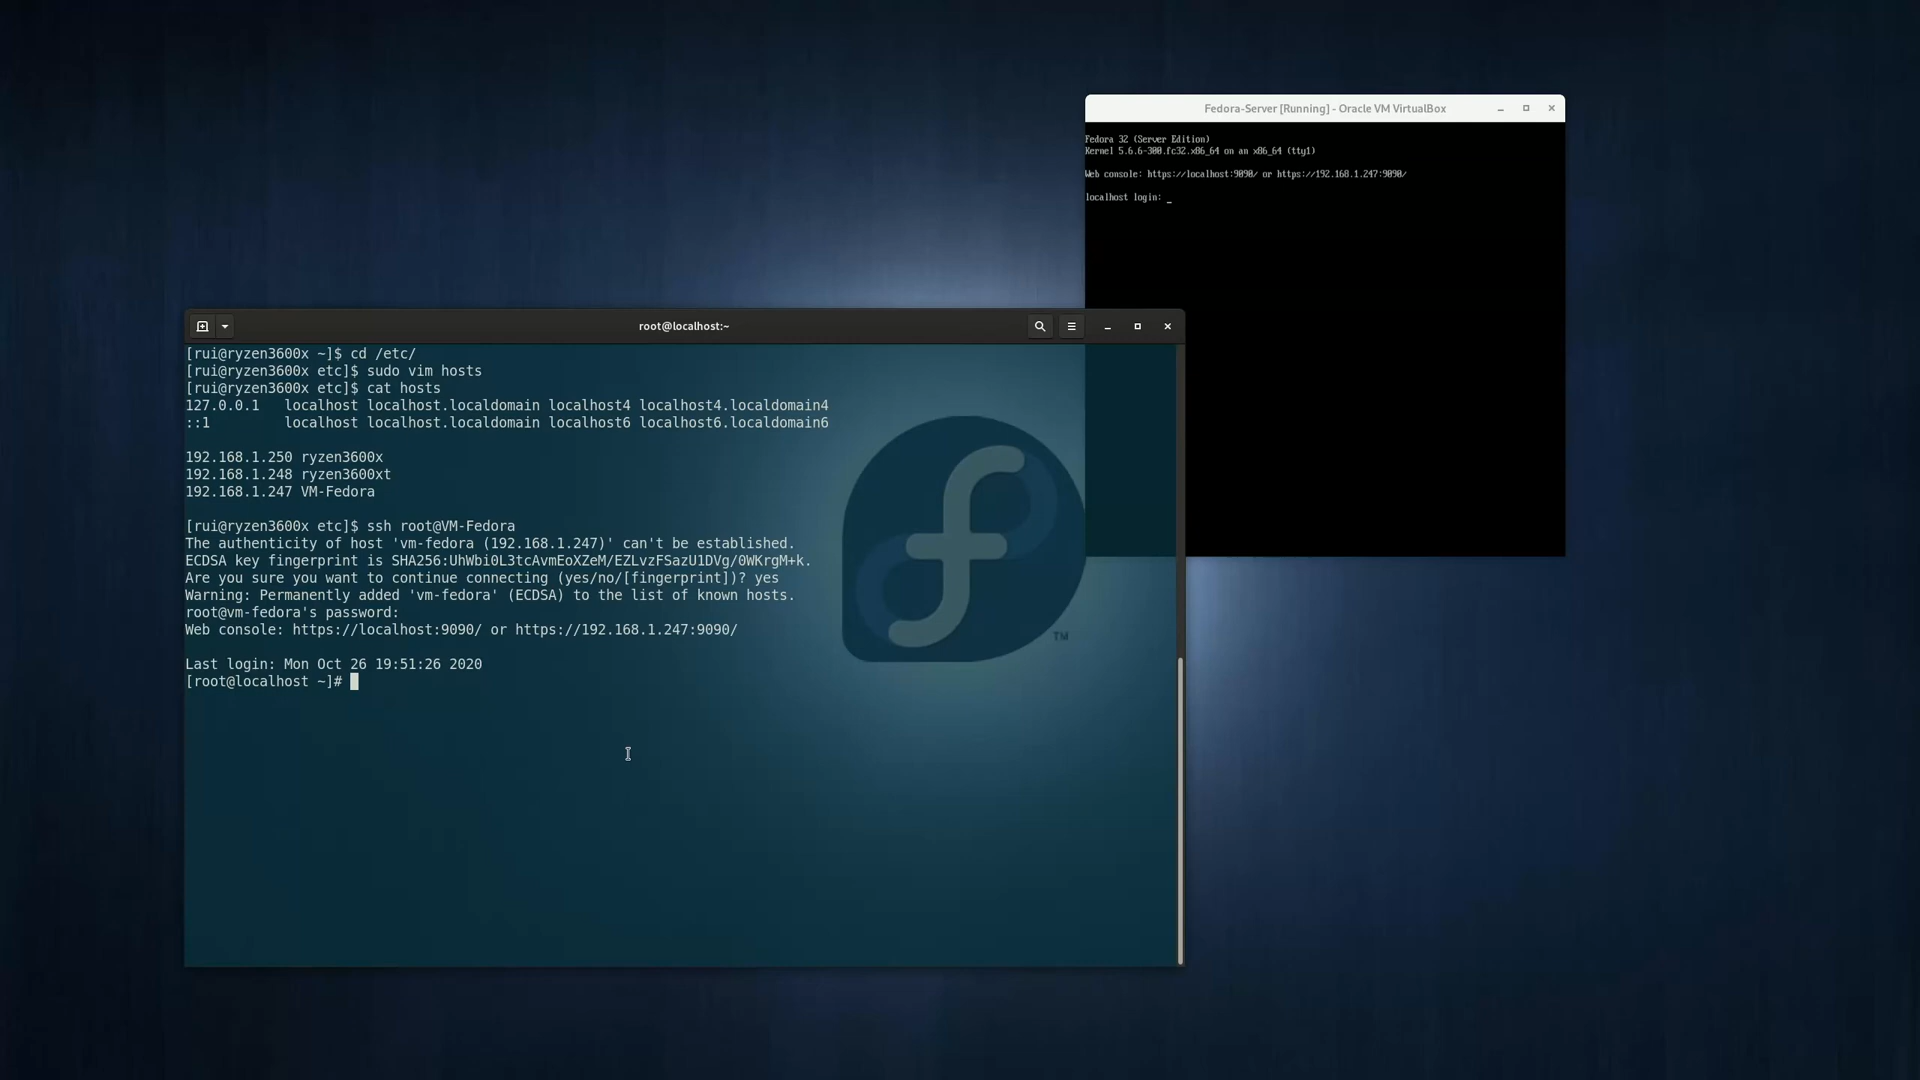 Fedora-Server [Running] - Oracle VM VirtualBox
Fedora 32 (Server Edition)
Kernel 5.6.6-300.fc32.x86_64 on an x86_64 (tty1)
Web console: https://localhost:9090/ or https://192.168.1.247:9090/
localhost login: _
root@localhost:~
[rui@ryzen3600x ~]$ cd /etc/
[rui@ryzen3600x etc]$ sudo vim hosts
[rui@ryzen3600x etc]$ cat hosts
127.0.0.1   localhost localhost.localdomain localhost4 localhost4.localdomain4
::1         localhost localhost.localdomain localhost6 localhost6.localdomain6
192.168.1.250 ryzen3600x
192.168.1.248 ryzen3600xt
192.168.1.247 VM-Fedora
[rui@ryzen3600x etc]$ ssh root@VM-Fedora
The authenticity of host 'vm-fedora (192.168.1.247)' can't be established.
ECDSA key fingerprint is SHA256:UhWbi0L3tcAvmEoXZeM/EZLvzFSazU1DVg/0WKrgM+k.
Are you sure you want to continue connecting (yes/no/[fingerprint])? yes
Warning: Permanently added 'vm-fedora' (ECDSA) to the list of known hosts.
root@vm-fedora's password:
Web console: https://localhost:9090/ or https://192.168.1.247:9090/
Last login: Mon Oct 26 19:51:26 2020
[root@localhost ~]#
TM